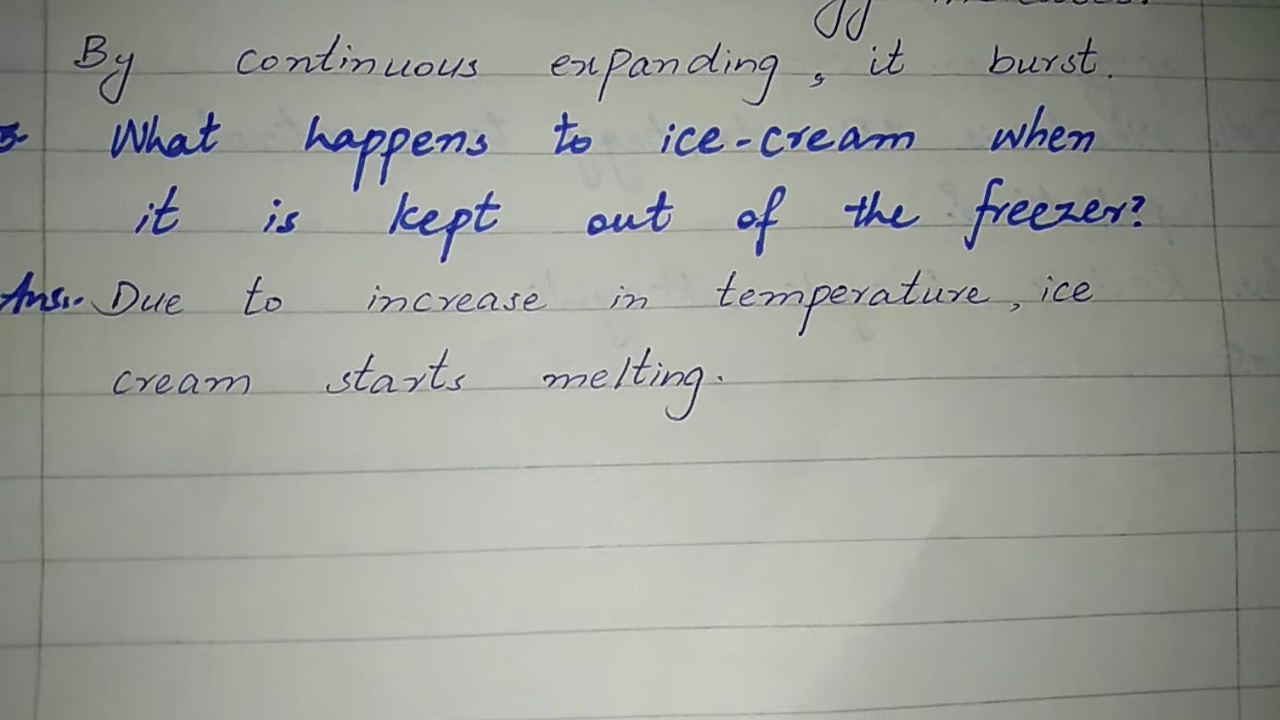 By continuous expanding, it burst.
What happens to ice-cream when
it is kept out of the freezer?
Ans:- Due to increase in temperature, ice
cream starts melting.